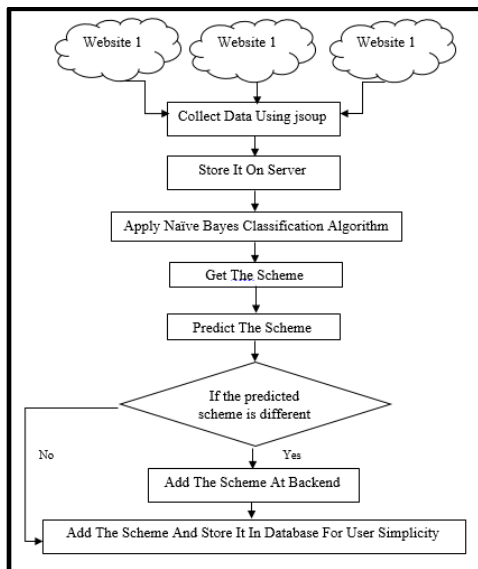 Website 1
Website 1
Website 1
Collect Data Using jsoup
Store It On Server
Apply Naïve Bayes Classification Algorithm
Get The Scheme
Predict The Scheme
If the predicted
scheme is different
No
Yes
Add The Scheme At Backend
Add The Scheme And Store It In Database For User Simplicity